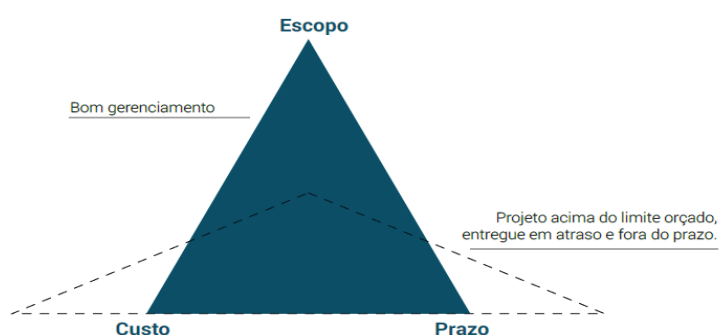 Escopo
Bom gerenciamento
Projeto acima do limite orçado,
entregue em atraso e fora do prazo.
Custo
Prazo